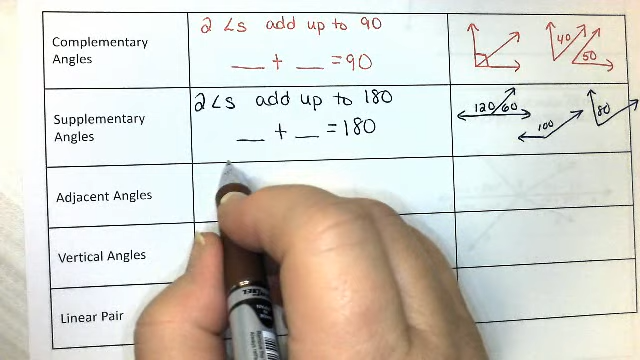 Complementary
Angles
2 ∠s add up to 90
__ + __ = 90
40
50
Supplementary
Angles
2 ∠s add up to 180
__ + __ = 180
120/60
100
80
Adjacent Angles
Vertical Angles
Linear Pair